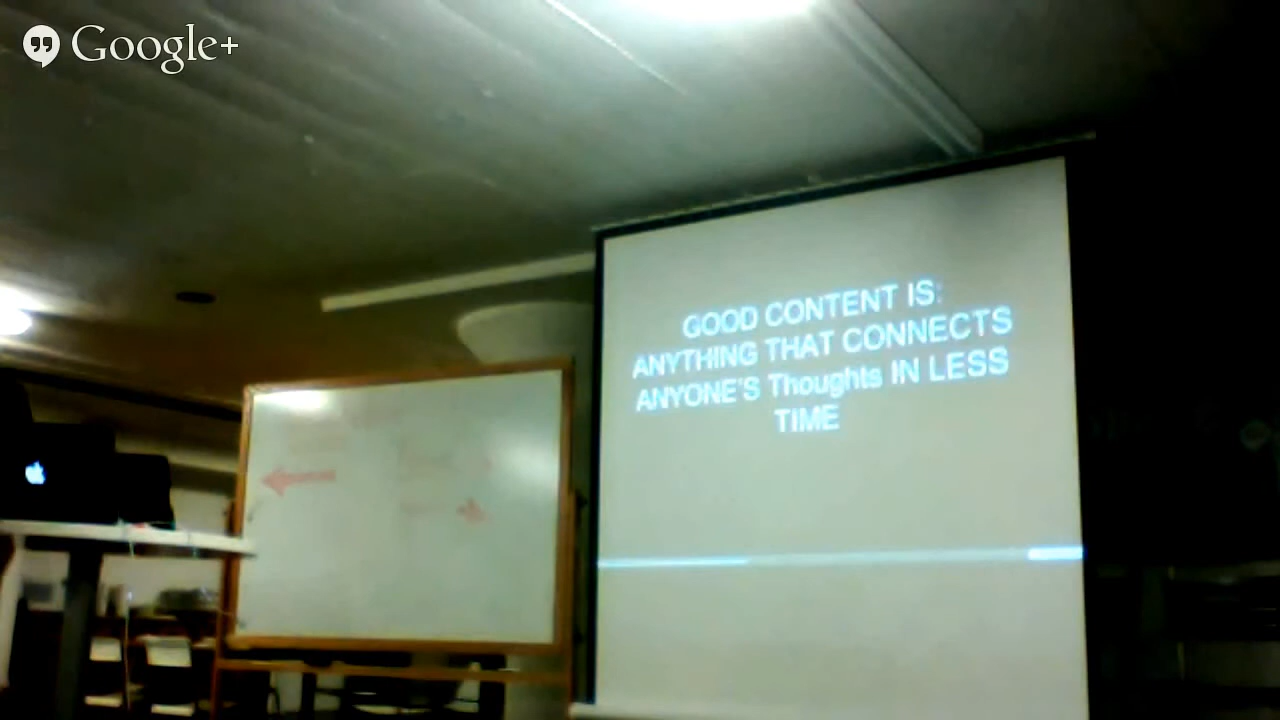 Google+
GOOD CONTENT IS:
ANYTHING THAT CONNECTS
ANYONE'S Thoughts IN LESS
TIME